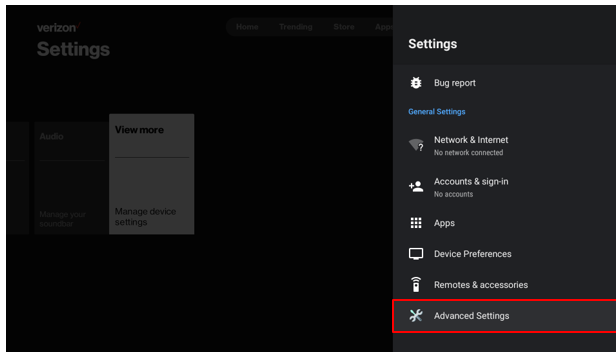 verizon
Settings
Home Trending Store Apps
Audio
Manage your
soundbar
View more
Manage device
settings
Settings
Bug report
General Settings
Network & Internet
No network connected
Accounts & sign-in
No accounts
Apps
Device Preferences
Remotes & accessories
Advanced Settings